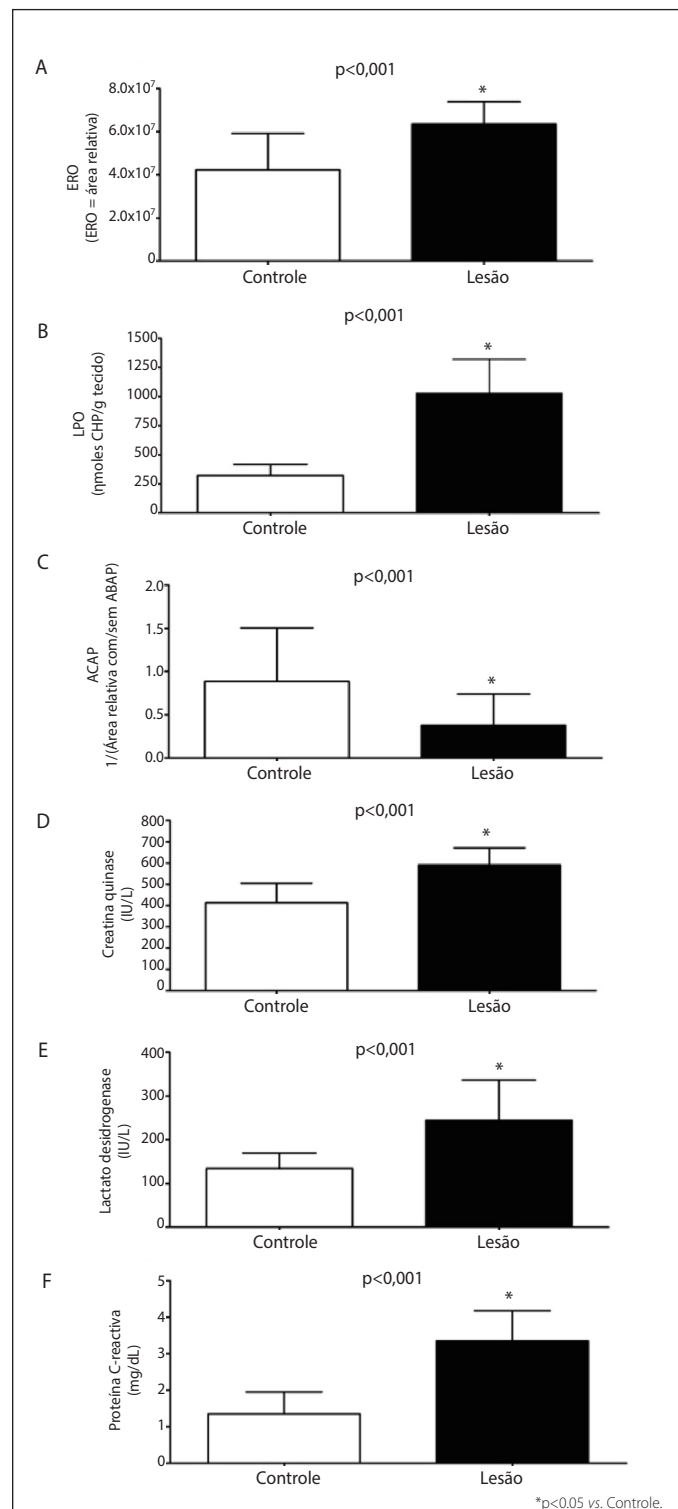 A
p<0,001
ERO
(ERO = área relativa)
8.0x10⁷
6.0x10⁷
4.0x10⁷
2.0x10⁷
0
*
Controle
Lesão
B
p<0,001
LPO
(ηmoles CHP/g tecido)
1500
1250
1000
750
500
250
0
*
Controle
Lesão
C
p<0,001
ACAP
1/(Área relativa com/sem ABAP)
2.0
1.5
1.0
0.5
0.0
*
Controle
Lesão
D
p<0,001
Creatina quinase
(IU/L)
800
700
600
500
400
300
200
100
0
*
Controle
Lesão
E
p<0,001
Lactato desidrogenase
(IU/L)
400
300
200
100
0
*
Controle
Lesão
F
p<0,001
Proteína C-reactiva
(mg/dL)
5
4
3
2
1
0
*
Controle
Lesão
*p<0.05 vs. Controle.